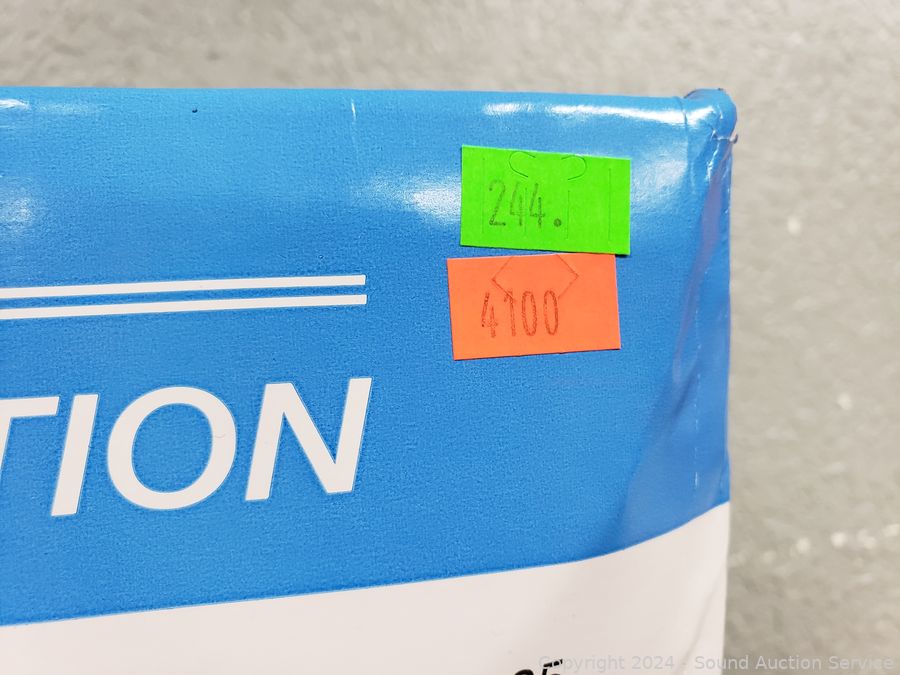 244.
4100
TION
Copyright 2024 - Sound Auction Service